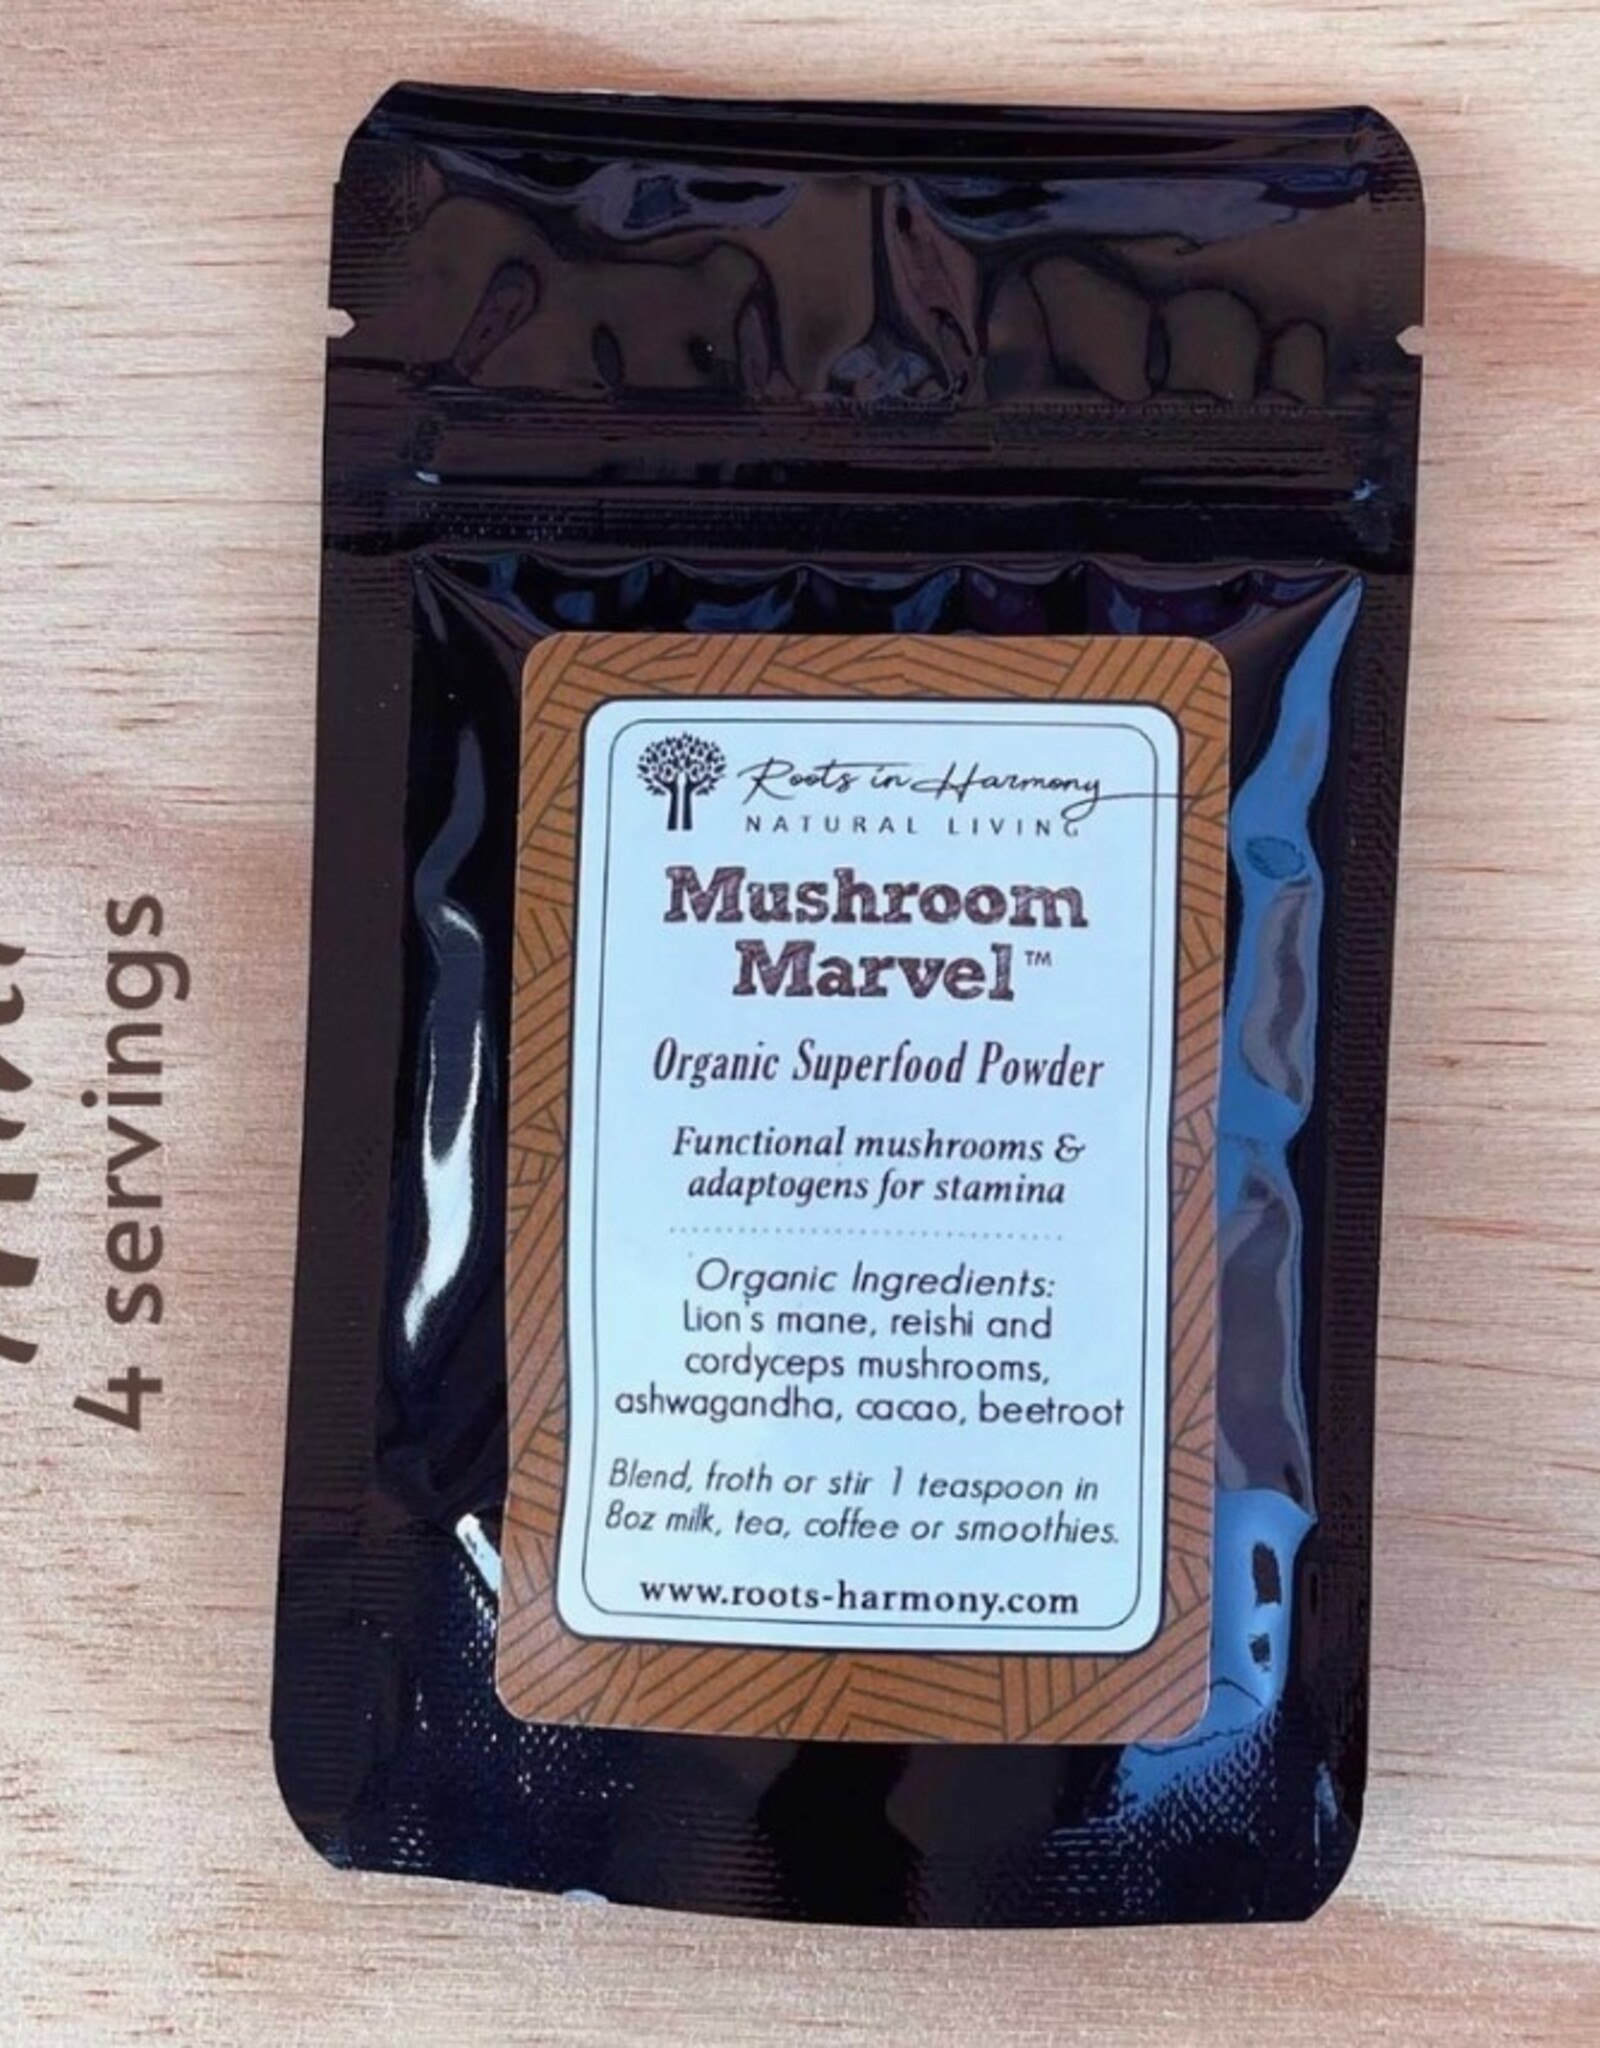 4 servings
Roots in Harmony
NATURAL LIVING
Mushroom
Marvel™
Organic Superfood Powder
Functional mushrooms &
adaptogens for stamina
Organic Ingredients:
Lion's mane, reishi and
cordyceps mushrooms,
ashwagandha, cacao, beetroot
Blend, froth or stir 1 teaspoon in
8oz milk, tea, coffee or smoothies.
www.roots-harmony.com